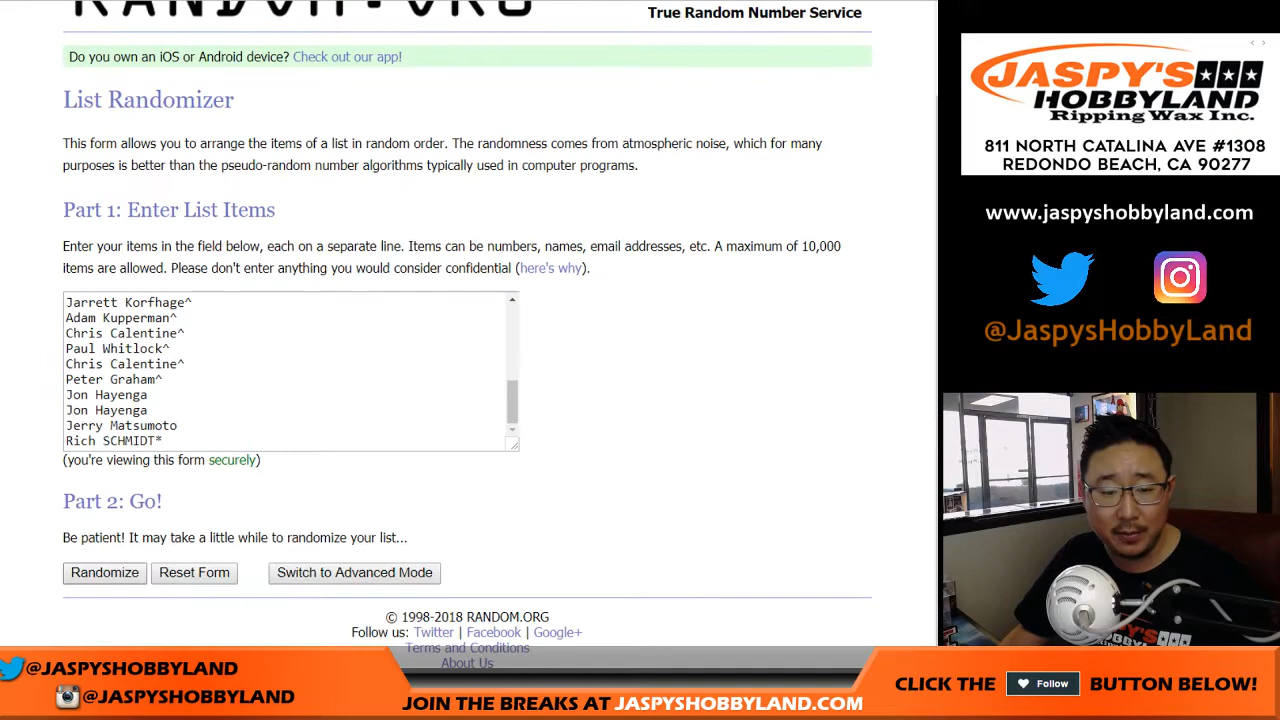 RANDOM.ORG
True Random Number Service
Do you own an iOS or Android device? Check out our app!
List Randomizer
This form allows you to arrange the items of a list in random order. The randomness comes from atmospheric noise, which for many
purposes is better than the pseudo-random number algorithms typically used in computer programs.
Part 1: Enter List Items
Enter your items in the field below, each on a separate line. Items can be numbers, names, email addresses, etc. A maximum of 10,000
items are allowed. Please don't enter anything you would consider confidential (here's why).
Jarrett Korfhage^
Adam Kupperman^
Chris Calentine^
Paul Whitlock^
Chris Calentine^
Peter Graham^
Jon Hayenga
Jon Hayenga
Jerry Matsumoto
Rich SCHMIDT*
(you're viewing this form securely)
Part 2: Go!
Be patient! It may take a little while to randomize your list...
Randomize Reset Form Switch to Advanced Mode
© 1998-2018 RANDOM.ORG
Follow us: Twitter | Facebook | Google+
Terms and Conditions
About Us
JASPY'S
HOBBYLAND
Ripping Wax Inc.
811 NORTH CATALINA AVE #1308
REDONDO BEACH, CA 90277
www.jaspyshobbyland.com
@JaspysHobbyLand
JASPY'S
@JASPYSHOBBYLAND
@JASPYSHOBBYLAND
JOIN THE BREAKS AT JASPYSHOBBYLAND.COM
CLICK THE Follow BUTTON BELOW!